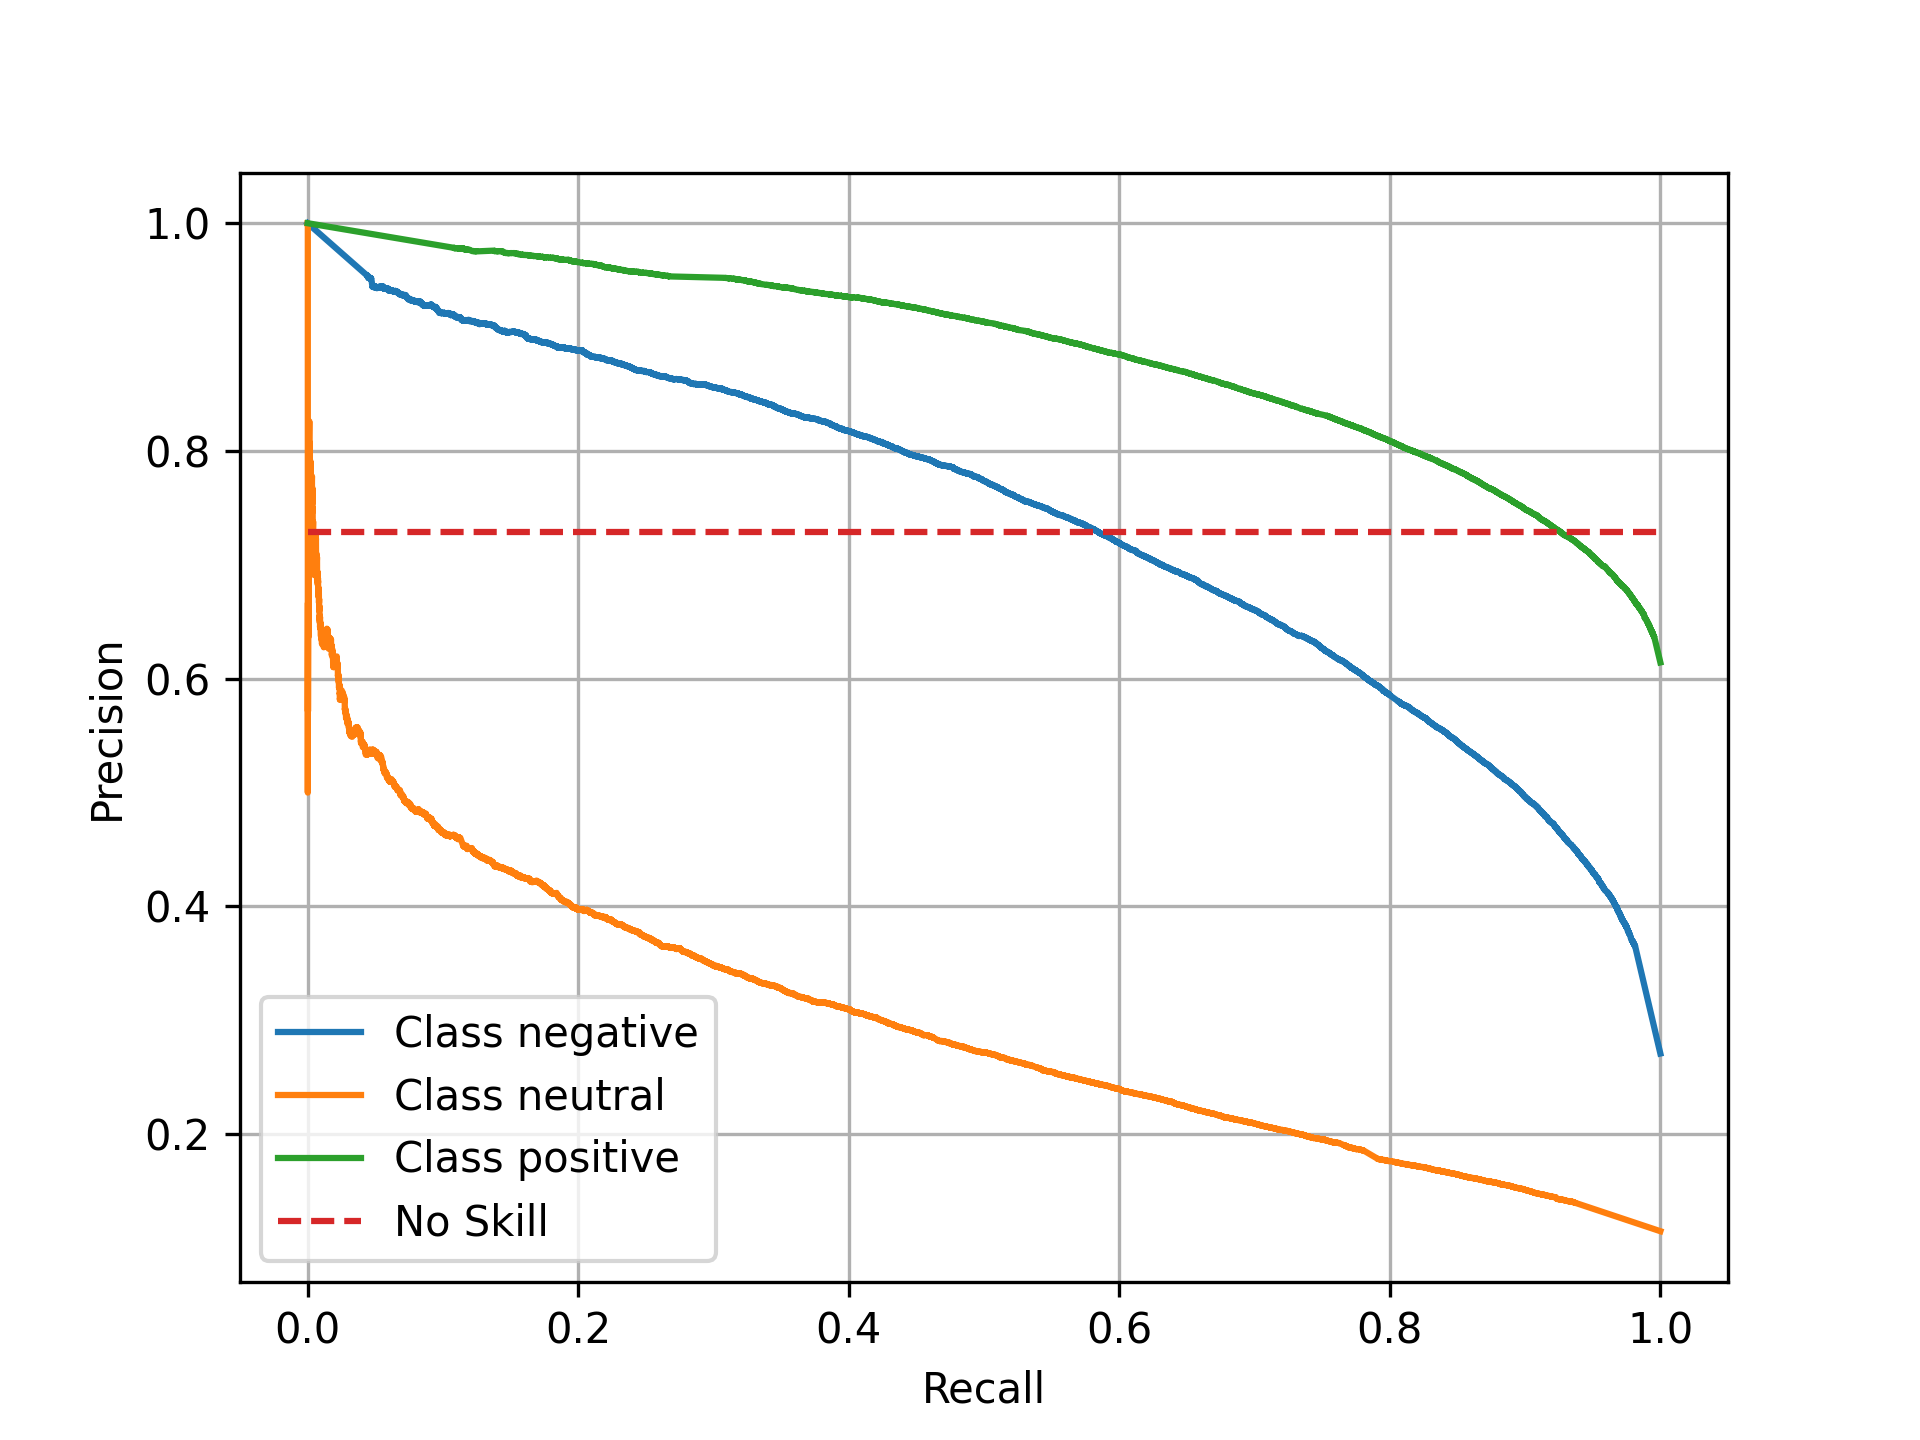 1.0
0.8
0.6
0.4
0.2
Precision
Class negative
Class neutral
Class positive
No Skill
0.0 0.2 0.4 0.6 0.8 1.0
Recall